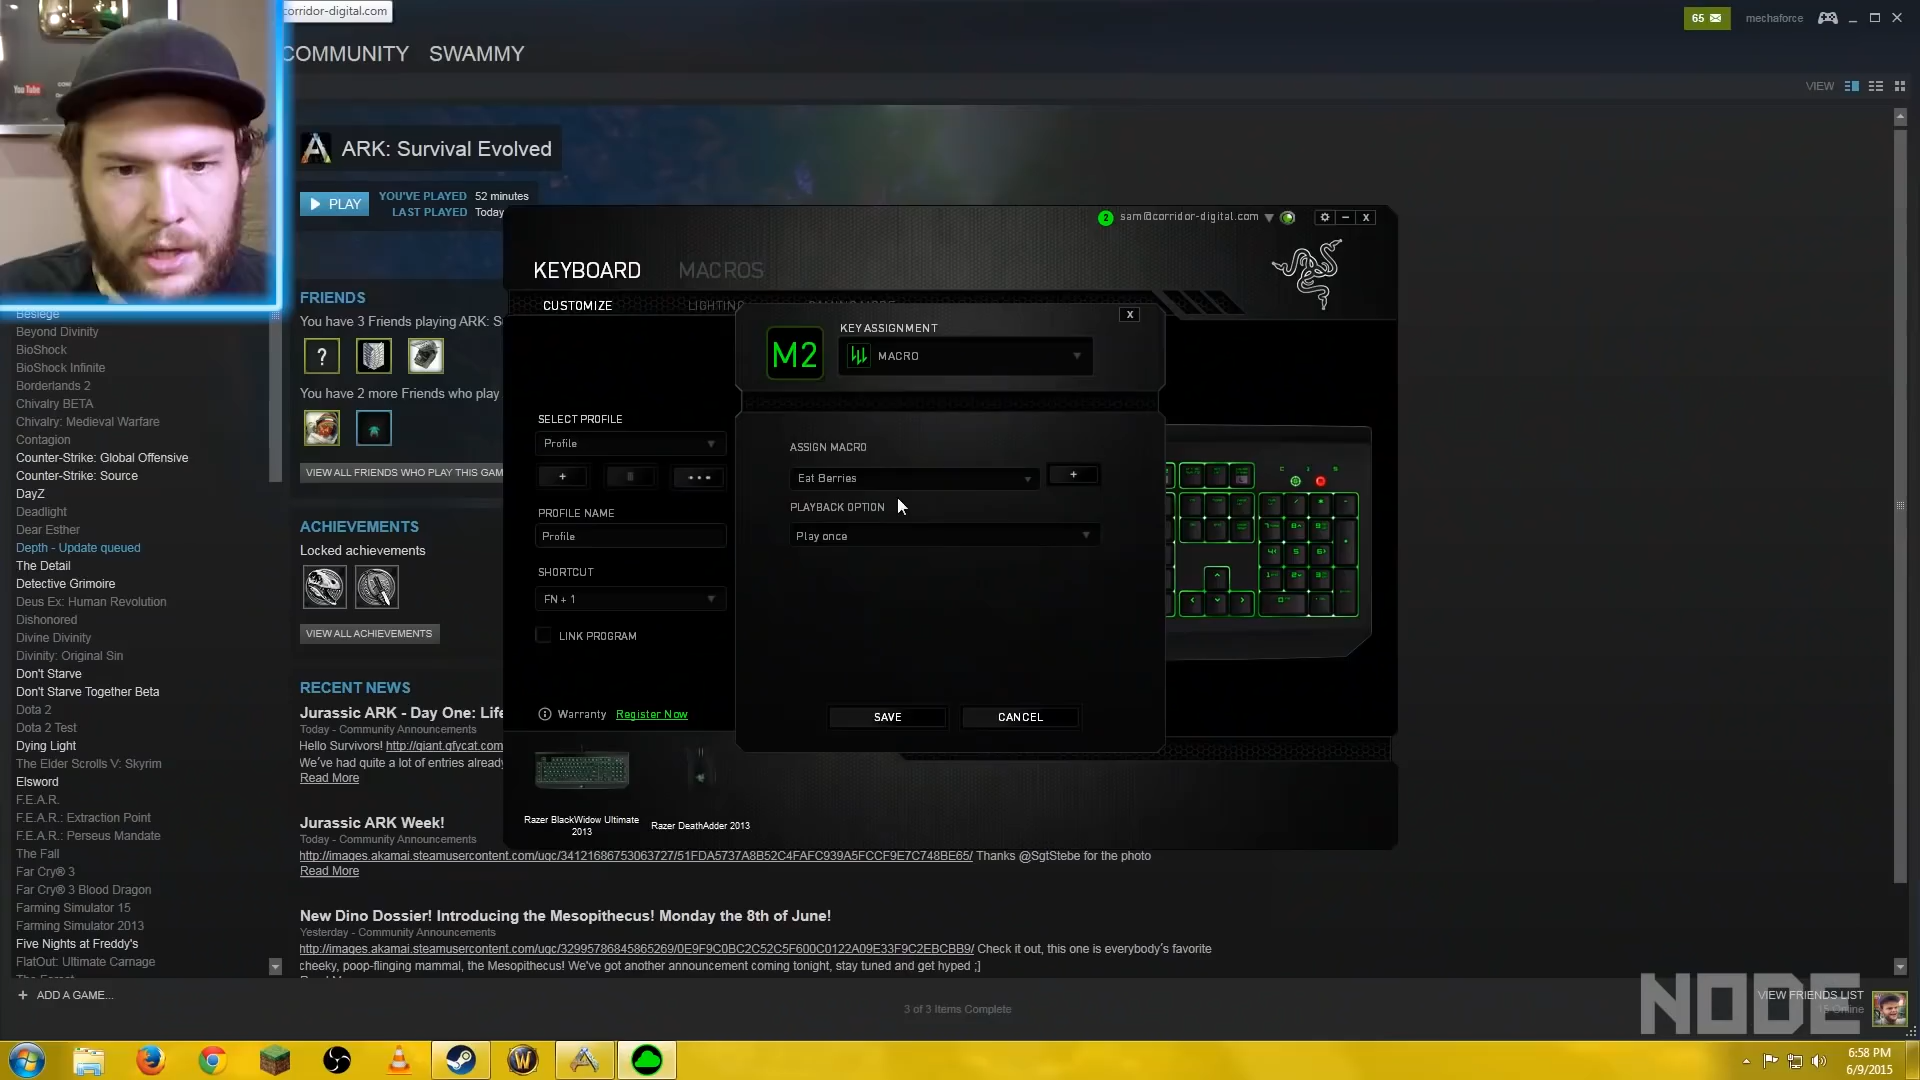 corridor-digital.com
65
mechaforce
COMMUNITY SWAMMY
You Tube
VIEW
ARK: Survival Evolved
PLAY
YOU'VE PLAYED 52 minutes
LAST PLAYED Today
sam@corridor-digital.com
2
X
KEYBOARD MACROS
CUSTOMIZE LIGHTING
FRIENDS
You have 3 Friends playing ARK: S
?
You have 2 more Friends who play
VIEW ALL FRIENDS WHO PLAY THIS GAM
ACHIEVEMENTS
Locked achievements
VIEW ALL ACHIEVEMENTS
X
M2
KEY ASSIGNMENT
MACRO
ASSIGN MACRO
Eat Berries
+
PLAYBACK OPTION
Play once
SAVE
CANCEL
SELECT PROFILE
Profile
+
PROFILE NAME
Profile
SHORTCUT
FN + 1
LINK PROGRAM
Warranty Register Now
Razer BlackWidow Ultimate
2013
Razer DeathAdder 2013
Besiege
Beyond Divinity
BioShock
BioShock Infinite
Borderlands 2
Chivalry BETA
Chivalry: Medieval Warfare
Contagion
Counter-Strike: Global Offensive
Counter-Strike: Source
DayZ
Deadlight
Dear Esther
Depth - Update queued
The Detail
Detective Grimoire
Deus Ex: Human Revolution
Dishonored
Divine Divinity
Divinity: Original Sin
Don't Starve
Don't Starve Together Beta
Dota 2
Dota 2 Test
Dying Light
The Elder Scrolls V: Skyrim
Elsword
F.E.A.R.
F.E.A.R.: Extraction Point
F.E.A.R.: Perseus Mandate
The Fall
Far Cry® 3
Far Cry® 3 Blood Dragon
Farming Simulator 15
Farming Simulator 2013
Five Nights at Freddy's
FlatOut: Ultimate Carnage
RECENT NEWS
Jurassic ARK - Day One: Life
Today - Community Announcements
Hello Survivors! http://giant.gfycat.com
We've had quite a lot of entries already
Read More
Jurassic ARK Week!
Today - Community Announcements
http://images.akamai.steamusercontent.com/ugc/34121686753063727/51FDA5737A8B52C4FAFC939A5FCCF9E7C748BE65/ Thanks @SgtStebe for the photo
Read More
New Dino Dossier! Introducing the Mesopithecus! Monday the 8th of June!
Yesterday - Community Announcements
http://images.akamai.steamusercontent.com/ugc/32995786845865269/0E9F9C0BC2C52C5F600C0122A09E33F9C2EBCBB9/ Check it out, this one is everybody's favorite
cheeky, poop-flinging mammal, the Mesopithecus! We've got another announcement coming tonight, stay tuned and get hyped ;]
+ ADD A GAME...
3 of 3 Items Complete
NODE
VIEW FRIENDS LIST
Online
6:58 PM
6/9/2015